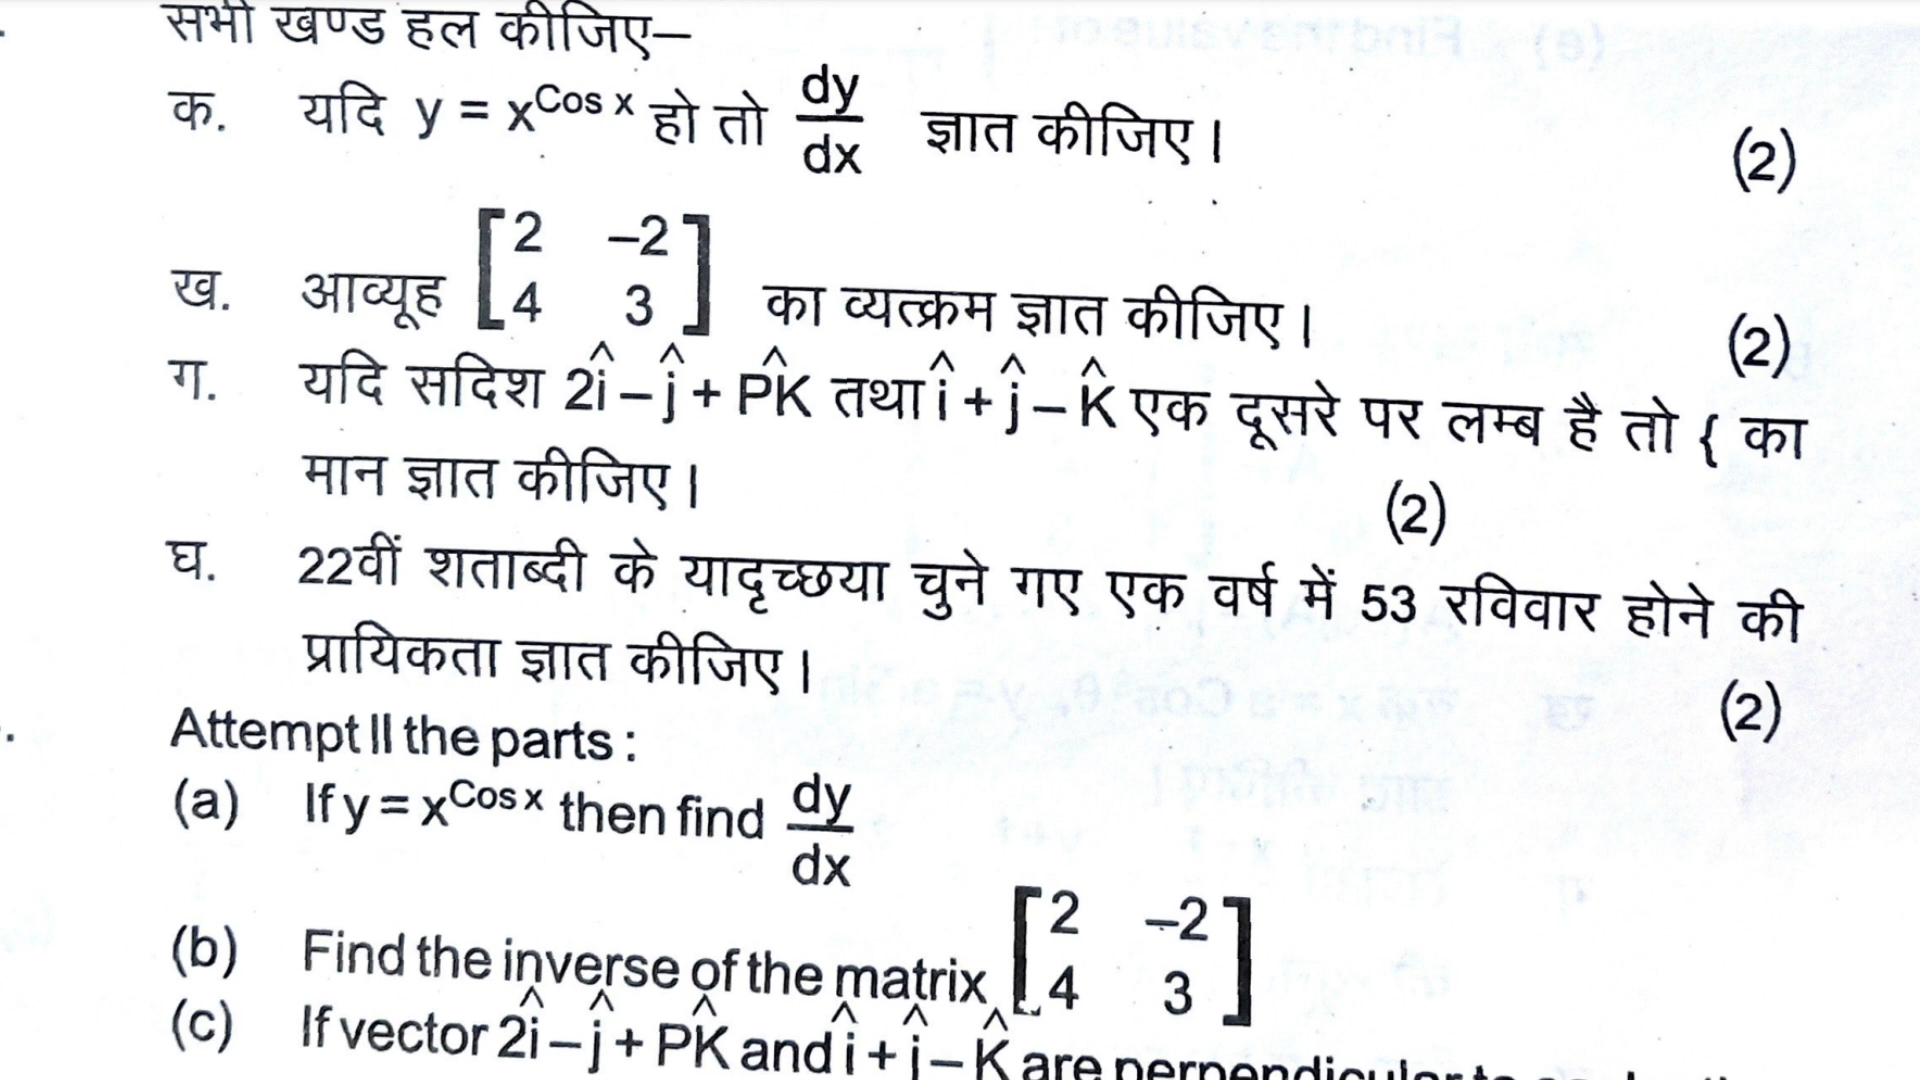 सभी खण्ड हल कीजिए–
क. यदि y = x^Cos x हो तो dy/dx ज्ञात कीजिए। (2)
ख. आव्यूह [2 –2; 4 3] का व्यत्क्रम ज्ञात कीजिए। (2)
ग. यदि सदिश 2î – ĵ + PK̂ तथा î + ĵ – K̂ एक दूसरे पर लम्ब है तो { का
मान ज्ञात कीजिए। (2)
घ. 22वीं शताब्दी के यादृच्छया चुने गए एक वर्ष में 53 रविवार होने की
प्रायिकता ज्ञात कीजिए। (2)
Attempt ll the parts :
(a) If y = x^Cos x then find dy/dx
(b) Find the inverse of the matrix [2 –2; 4 3]
(c) If vector 2î – ĵ + PK̂ and î + ĵ – K̂ are perpendicular to